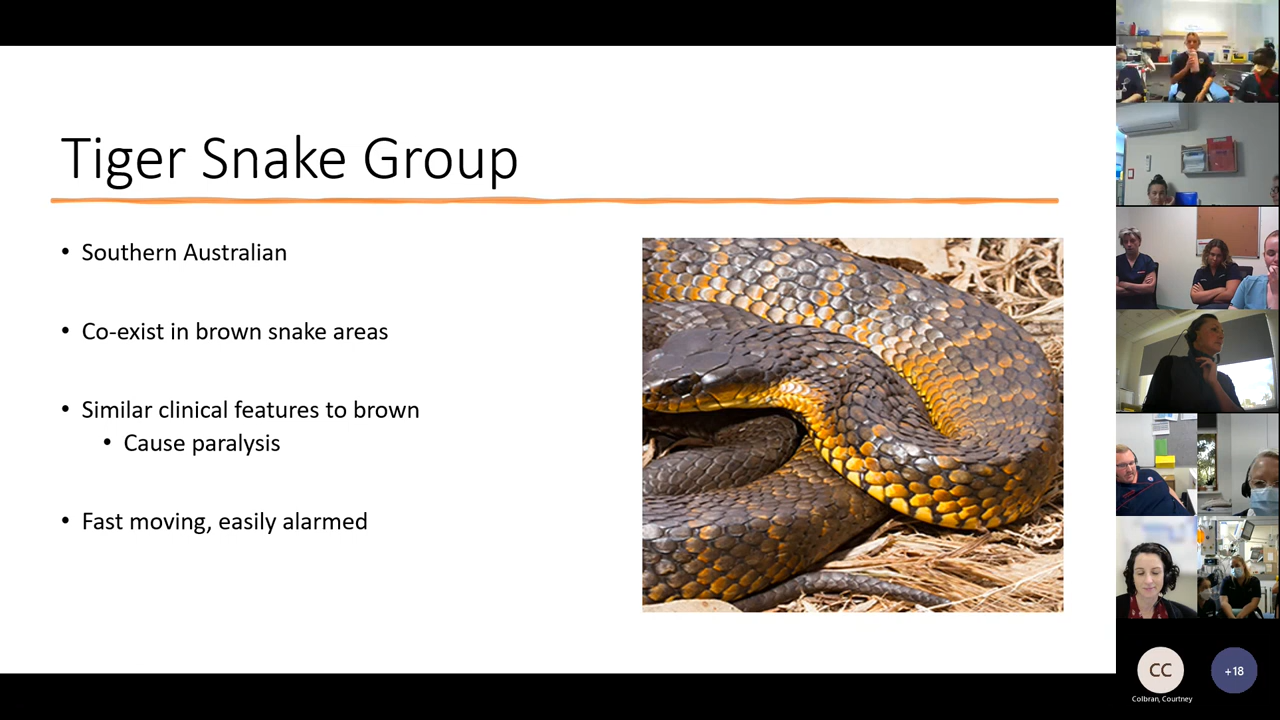 Tiger Snake Group
• Southern Australian
• Co-exist in brown snake areas
• Similar clinical features to brown
• Cause paralysis
• Fast moving, easily alarmed
CC
+18
Colbran, Courtney